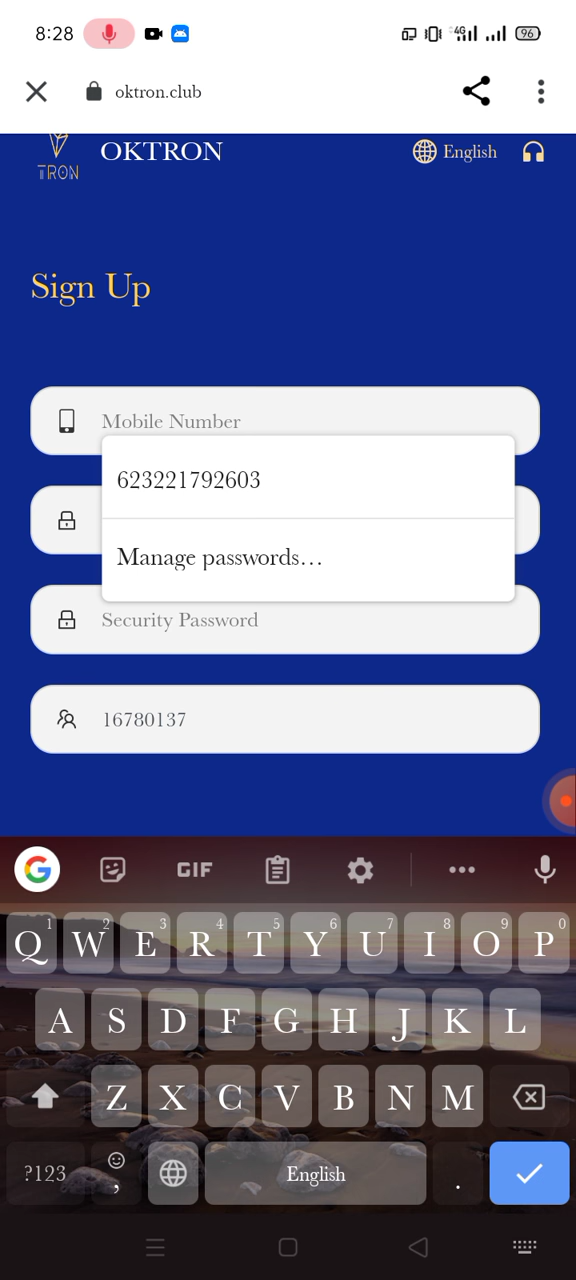 8:28
4G
96
oktron.club
TRON
OKTRON
English
Sign Up
Mobile Number
623221792603
Manage passwords...
Security Password
16780137
GIF
1 2 3 4 5 6 7 8 9 0
Q W E R T Y U I O P
A S D F G H J K L
Z X C V B N M
?123 , English .